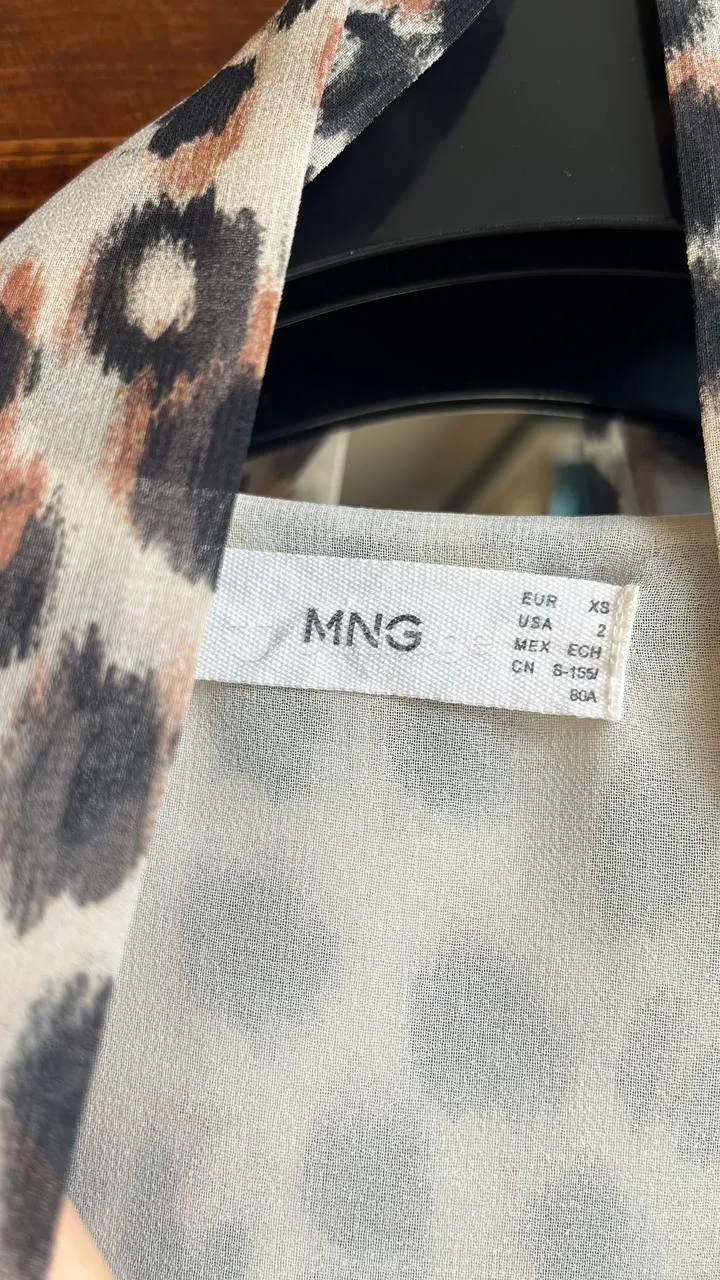 MNG
EUR XS
USA 2
MEX ECH
CN S-155/
80A